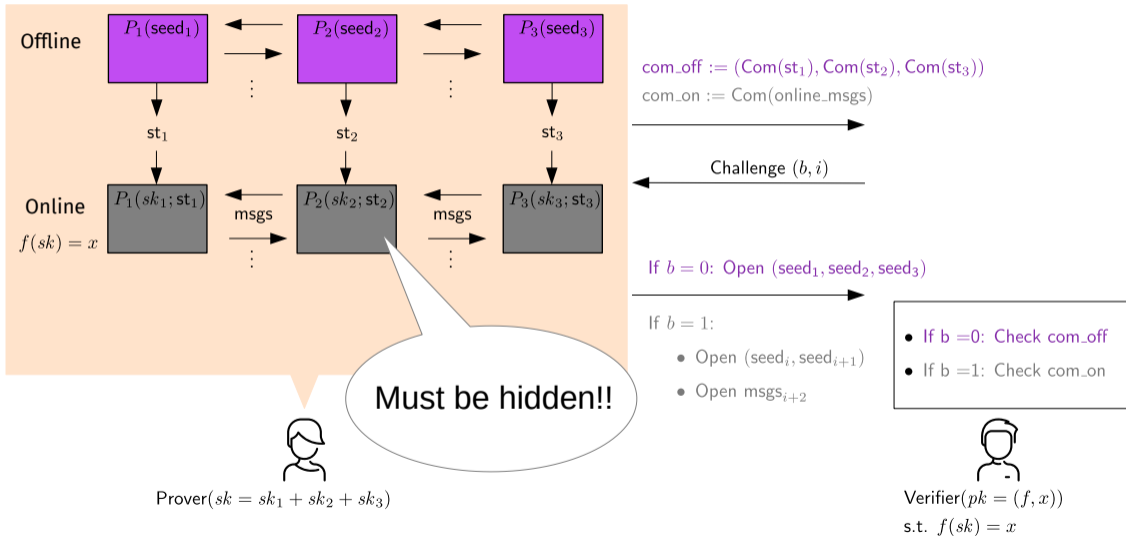 Offline
P₁(seed₁)
P₂(seed₂)
P₃(seed₃)
⋮
⋮
st₁
st₂
st₃
Online
f(sk) = x
P₁(sk₁; st₁)
P₂(sk₂; st₂)
P₃(sk₃; st₃)
msgs
msgs
⋮
⋮
Must be hidden!!
Prover(sk = sk₁ + sk₂ + sk₃)
com_off := (Com(st₁), Com(st₂), Com(st₃))
com_on := Com(online_msgs)
Challenge (b, i)
If b = 0: Open (seed₁, seed₂, seed₃)
If b = 1:
• Open (seedᵢ, seedᵢ₊₁)
• Open msgsᵢ₊₂
• If b =0: Check com_off
• If b =1: Check com_on
Verifier(pk = (f, x))
s.t. f(sk) = x